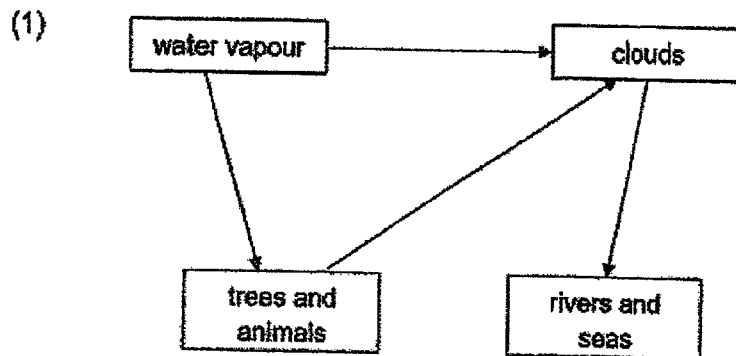 (1)
water vapour
clouds
trees and
animals
rivers and
seas